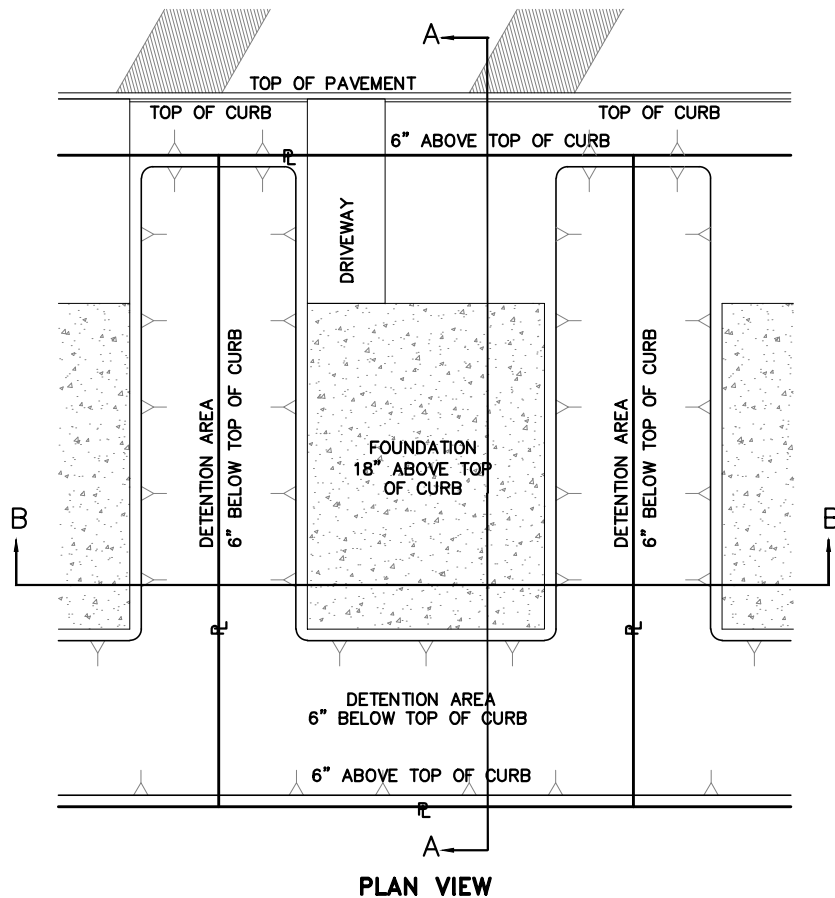 A
TOP OF PAVEMENT
TOP OF CURB
TOP OF CURB
6" ABOVE TOP OF CURB
PL
DRIVEWAY
DETENTION AREA
6" BELOW TOP OF CURB
FOUNDATION
18" ABOVE TOP
OF CURB
DETENTION AREA
6" BELOW TOP OF CURB
B
B
PL
PL
DETENTION AREA
6" BELOW TOP OF CURB
6" ABOVE TOP OF CURB
PL
A
PLAN VIEW